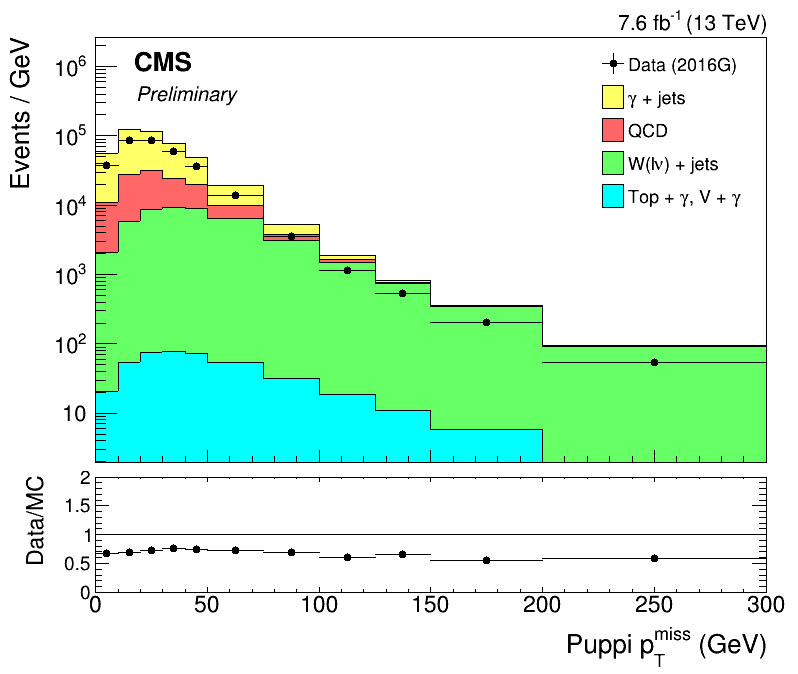 7.6 fb⁻¹ (13 TeV)
CMS
Preliminary
Data (2016G)
γ + jets
QCD
W(lν) + jets
Top + γ, V + γ
Events / GeV
10⁶
10⁵
10⁴
10³
10²
10
Data/MC
2
1.5
1
0.5
0
0 50 100 150 200 250 300
Puppi p_T^miss (GeV)